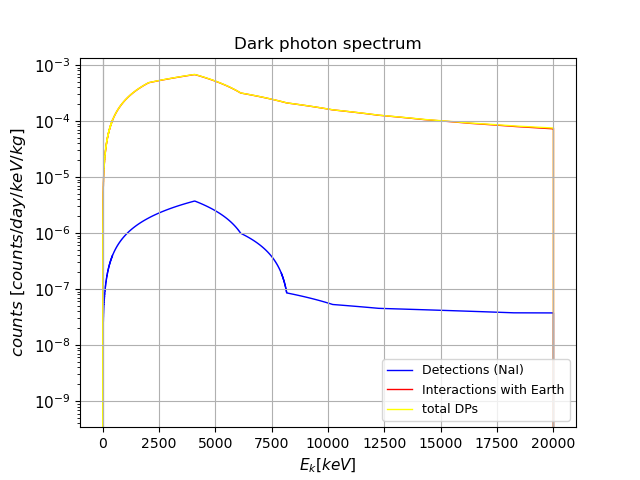 Dark photon spectrum
counts [counts/day/keV/kg]
10⁻³
10⁻⁴
10⁻⁵
10⁻⁶
10⁻⁷
10⁻⁸
10⁻⁹
Detections (NaI)
Interactions with Earth
total DPs
0 2500 5000 7500 10000 12500 15000 17500 20000
Eₖ[keV]